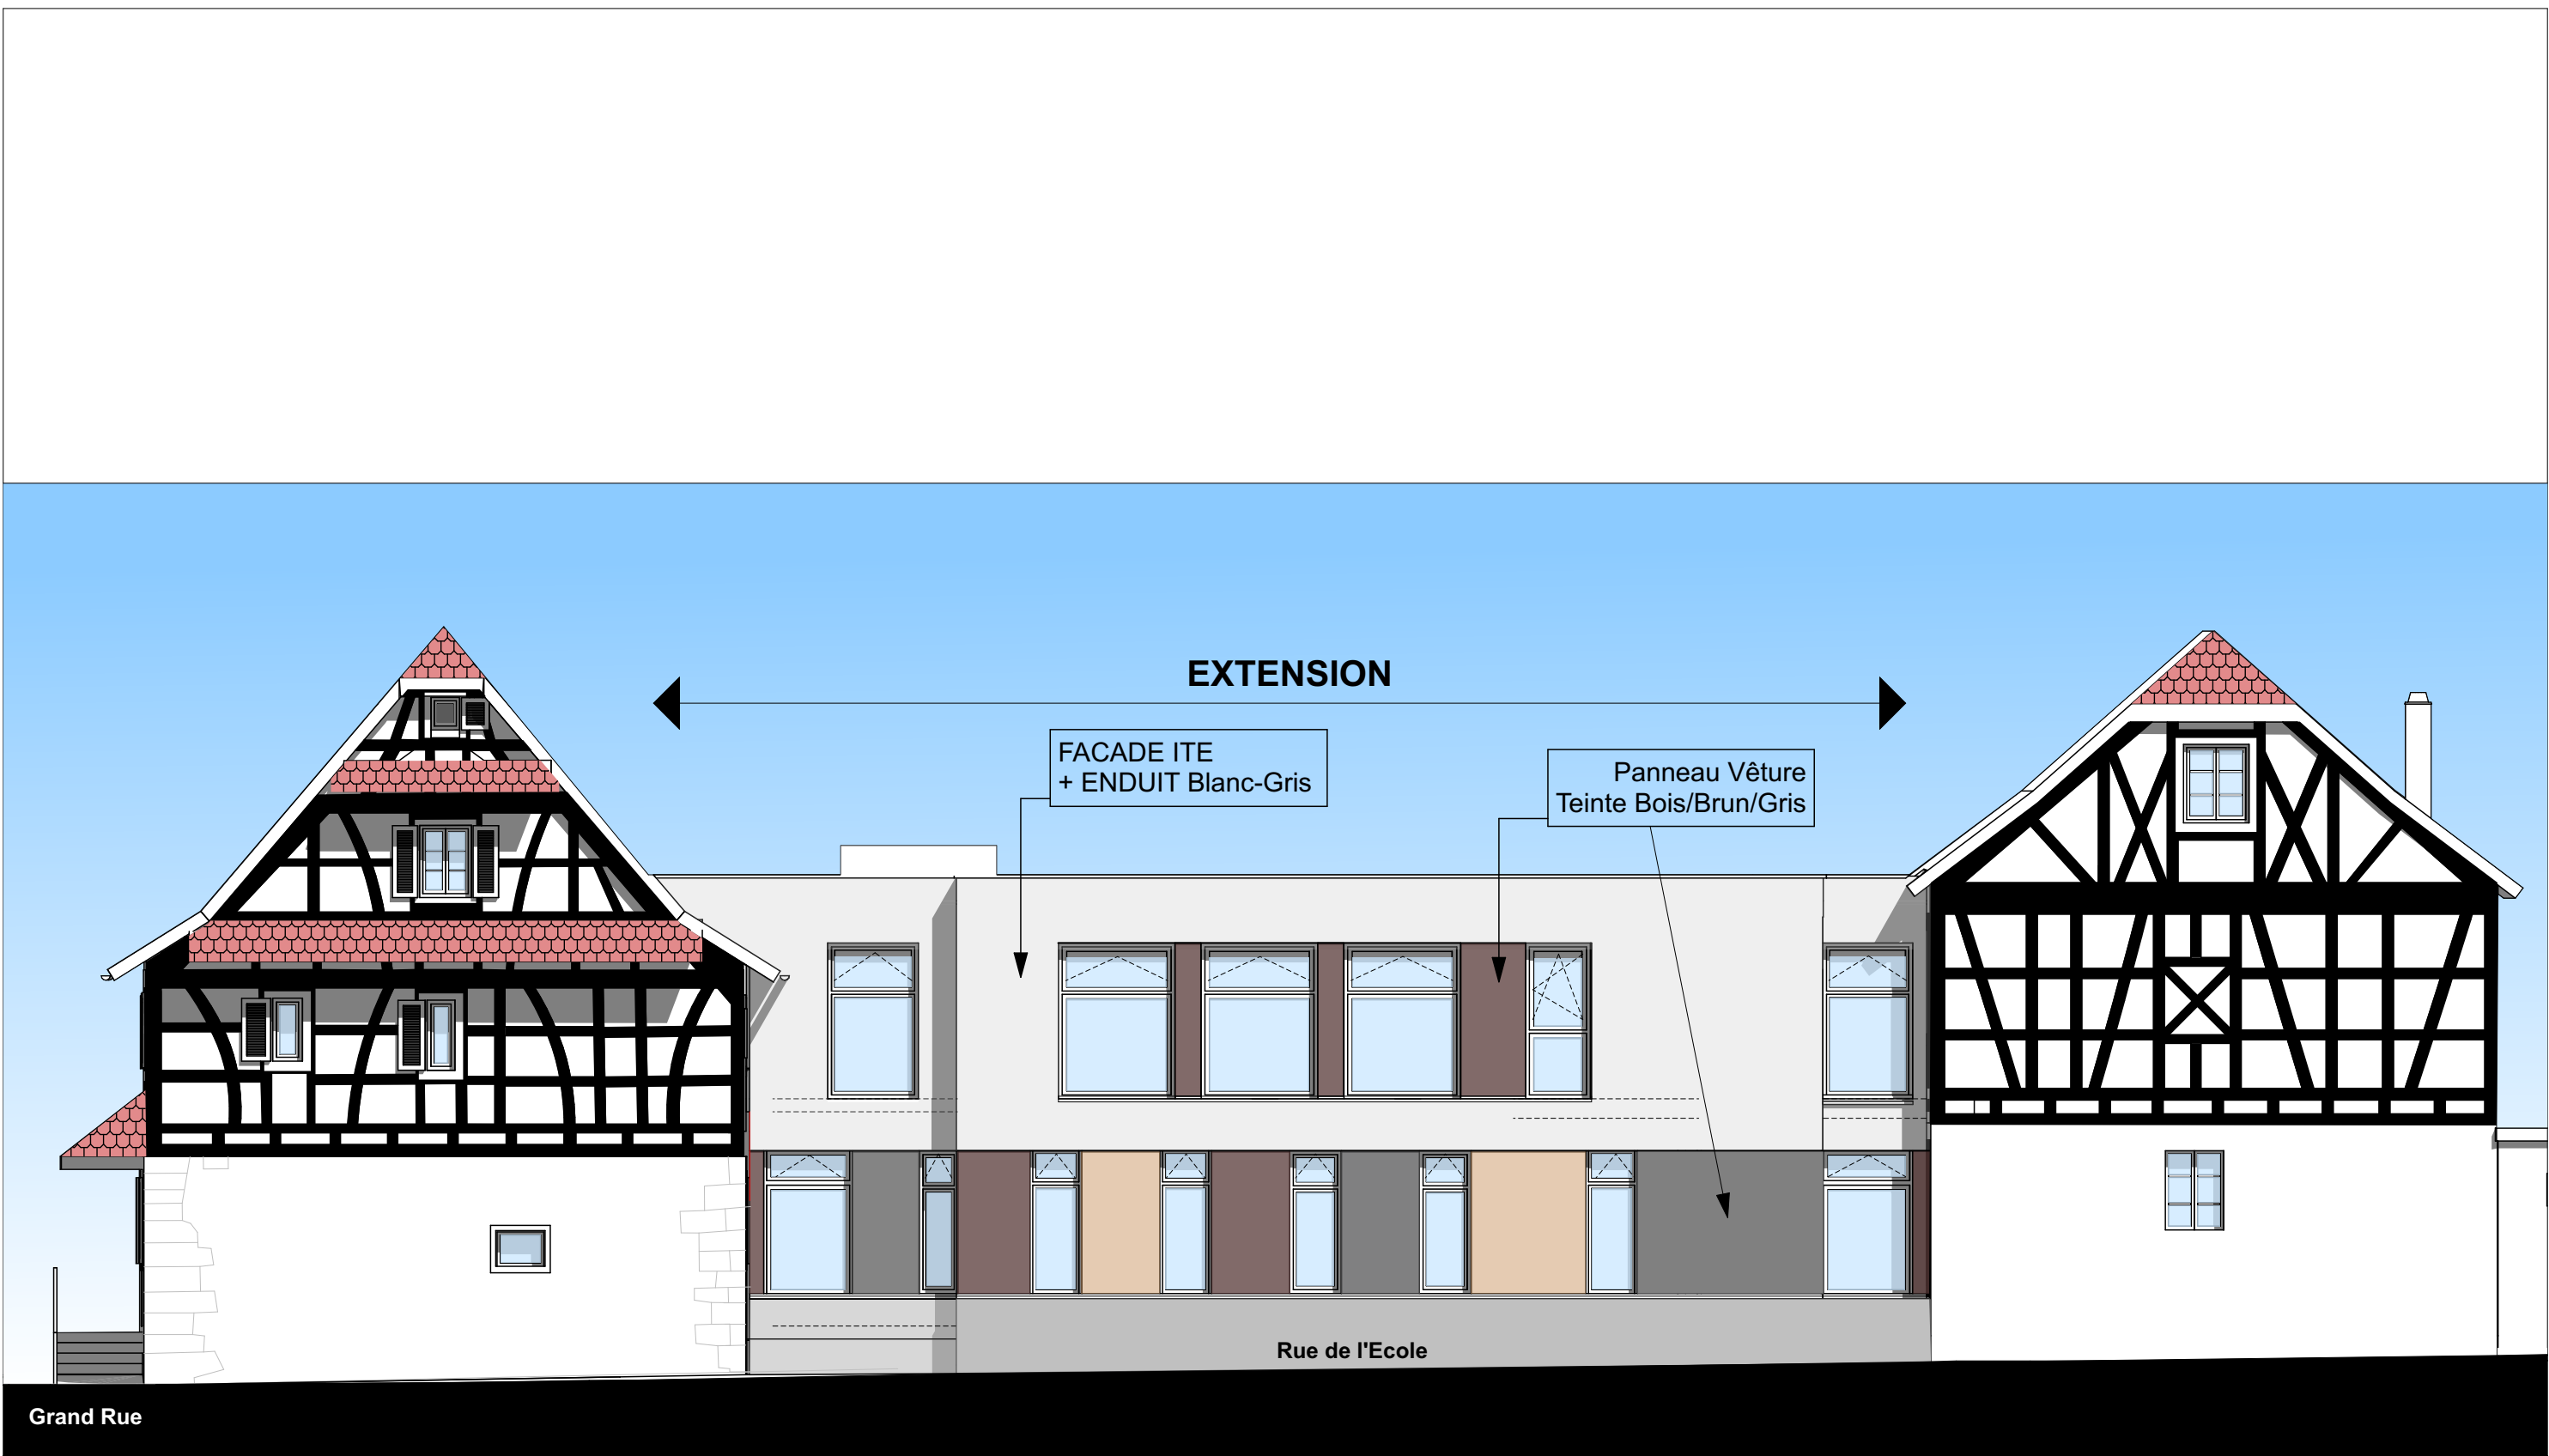 EXTENSION
FACADE ITE
+ ENDUIT Blanc-Gris
Panneau Vêture
Teinte Bois/Brun/Gris
Rue de l'Ecole
Grand Rue